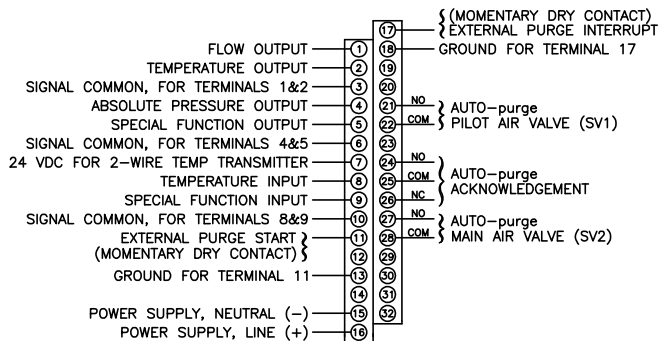 (MOMENTARY DRY CONTACT)
17 EXTERNAL PURGE INTERRUPT
FLOW OUTPUT 1 18 GROUND FOR TERMINAL 17
TEMPERATURE OUTPUT 2 19
SIGNAL COMMON, FOR TERMINALS 1&2 3 20
ABSOLUTE PRESSURE OUTPUT 4 21 NO AUTO-purge
SPECIAL FUNCTION OUTPUT 5 22 COM PILOT AIR VALVE (SV1)
SIGNAL COMMON, FOR TERMINALS 4&5 6 23
24 VDC FOR 2-WIRE TEMP TRANSMITTER 7 24 NO
TEMPERATURE INPUT 8 25 COM AUTO-purge
SPECIAL FUNCTION INPUT 9 26 NC ACKNOWLEDGEMENT
SIGNAL COMMON, FOR TERMINALS 8&9 10 27 NO AUTO-purge
EXTERNAL PURGE START 11 28 COM MAIN AIR VALVE (SV2)
(MOMENTARY DRY CONTACT) 12 29
GROUND FOR TERMINAL 11 13 30
14 31
POWER SUPPLY, NEUTRAL (–) 15 32
POWER SUPPLY, LINE (+) 16